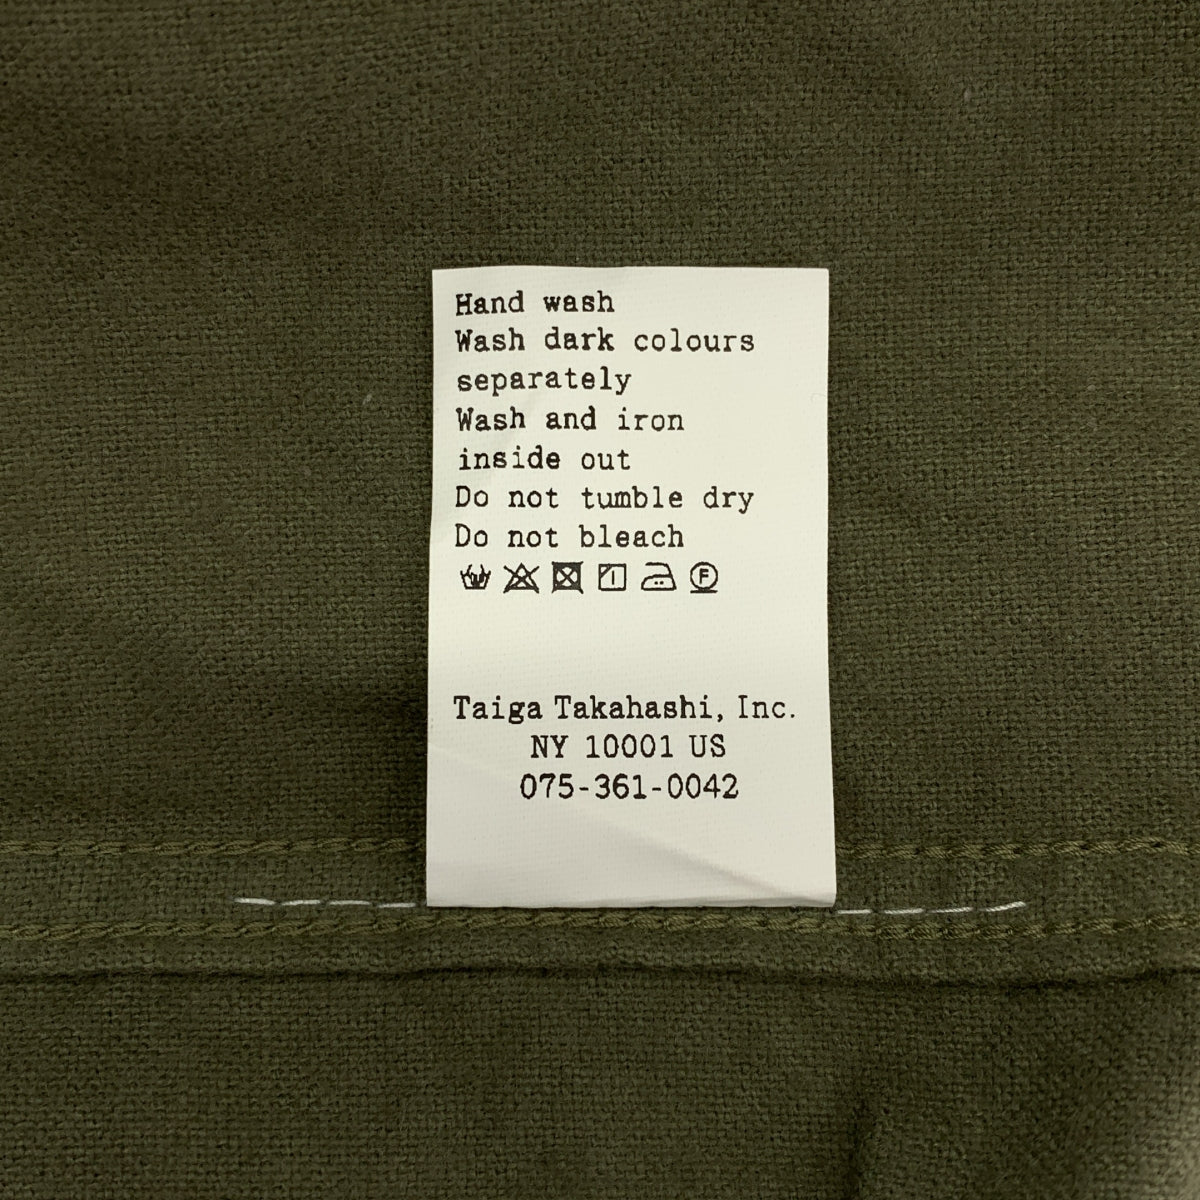 Hand wash
Wash dark colours
separately
Wash and iron
inside out
Do not tumble dry
Do not bleach
F
Taiga Takahashi, Inc.
NY 10001 US
075-361-0042